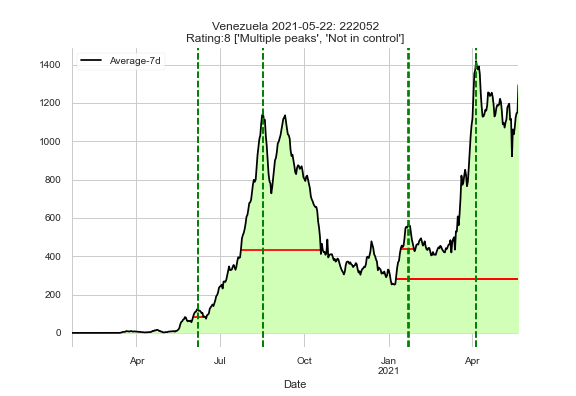 Venezuela 2021-05-22: 222052
Rating:8 ['Multiple peaks', 'Not in control']
Average-7d
1400
1200
1000
800
600
400
200
0
Apr
Jul
Oct
Jan
2021
Apr
Date